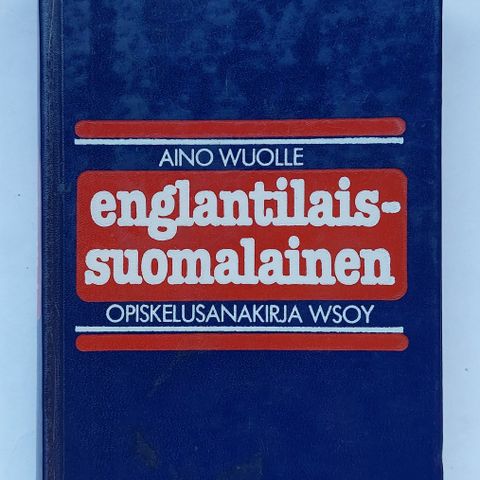 AINO WUOLLE
englantilais-
suomalainen
OPISKELUSANAKIRJA WSOY